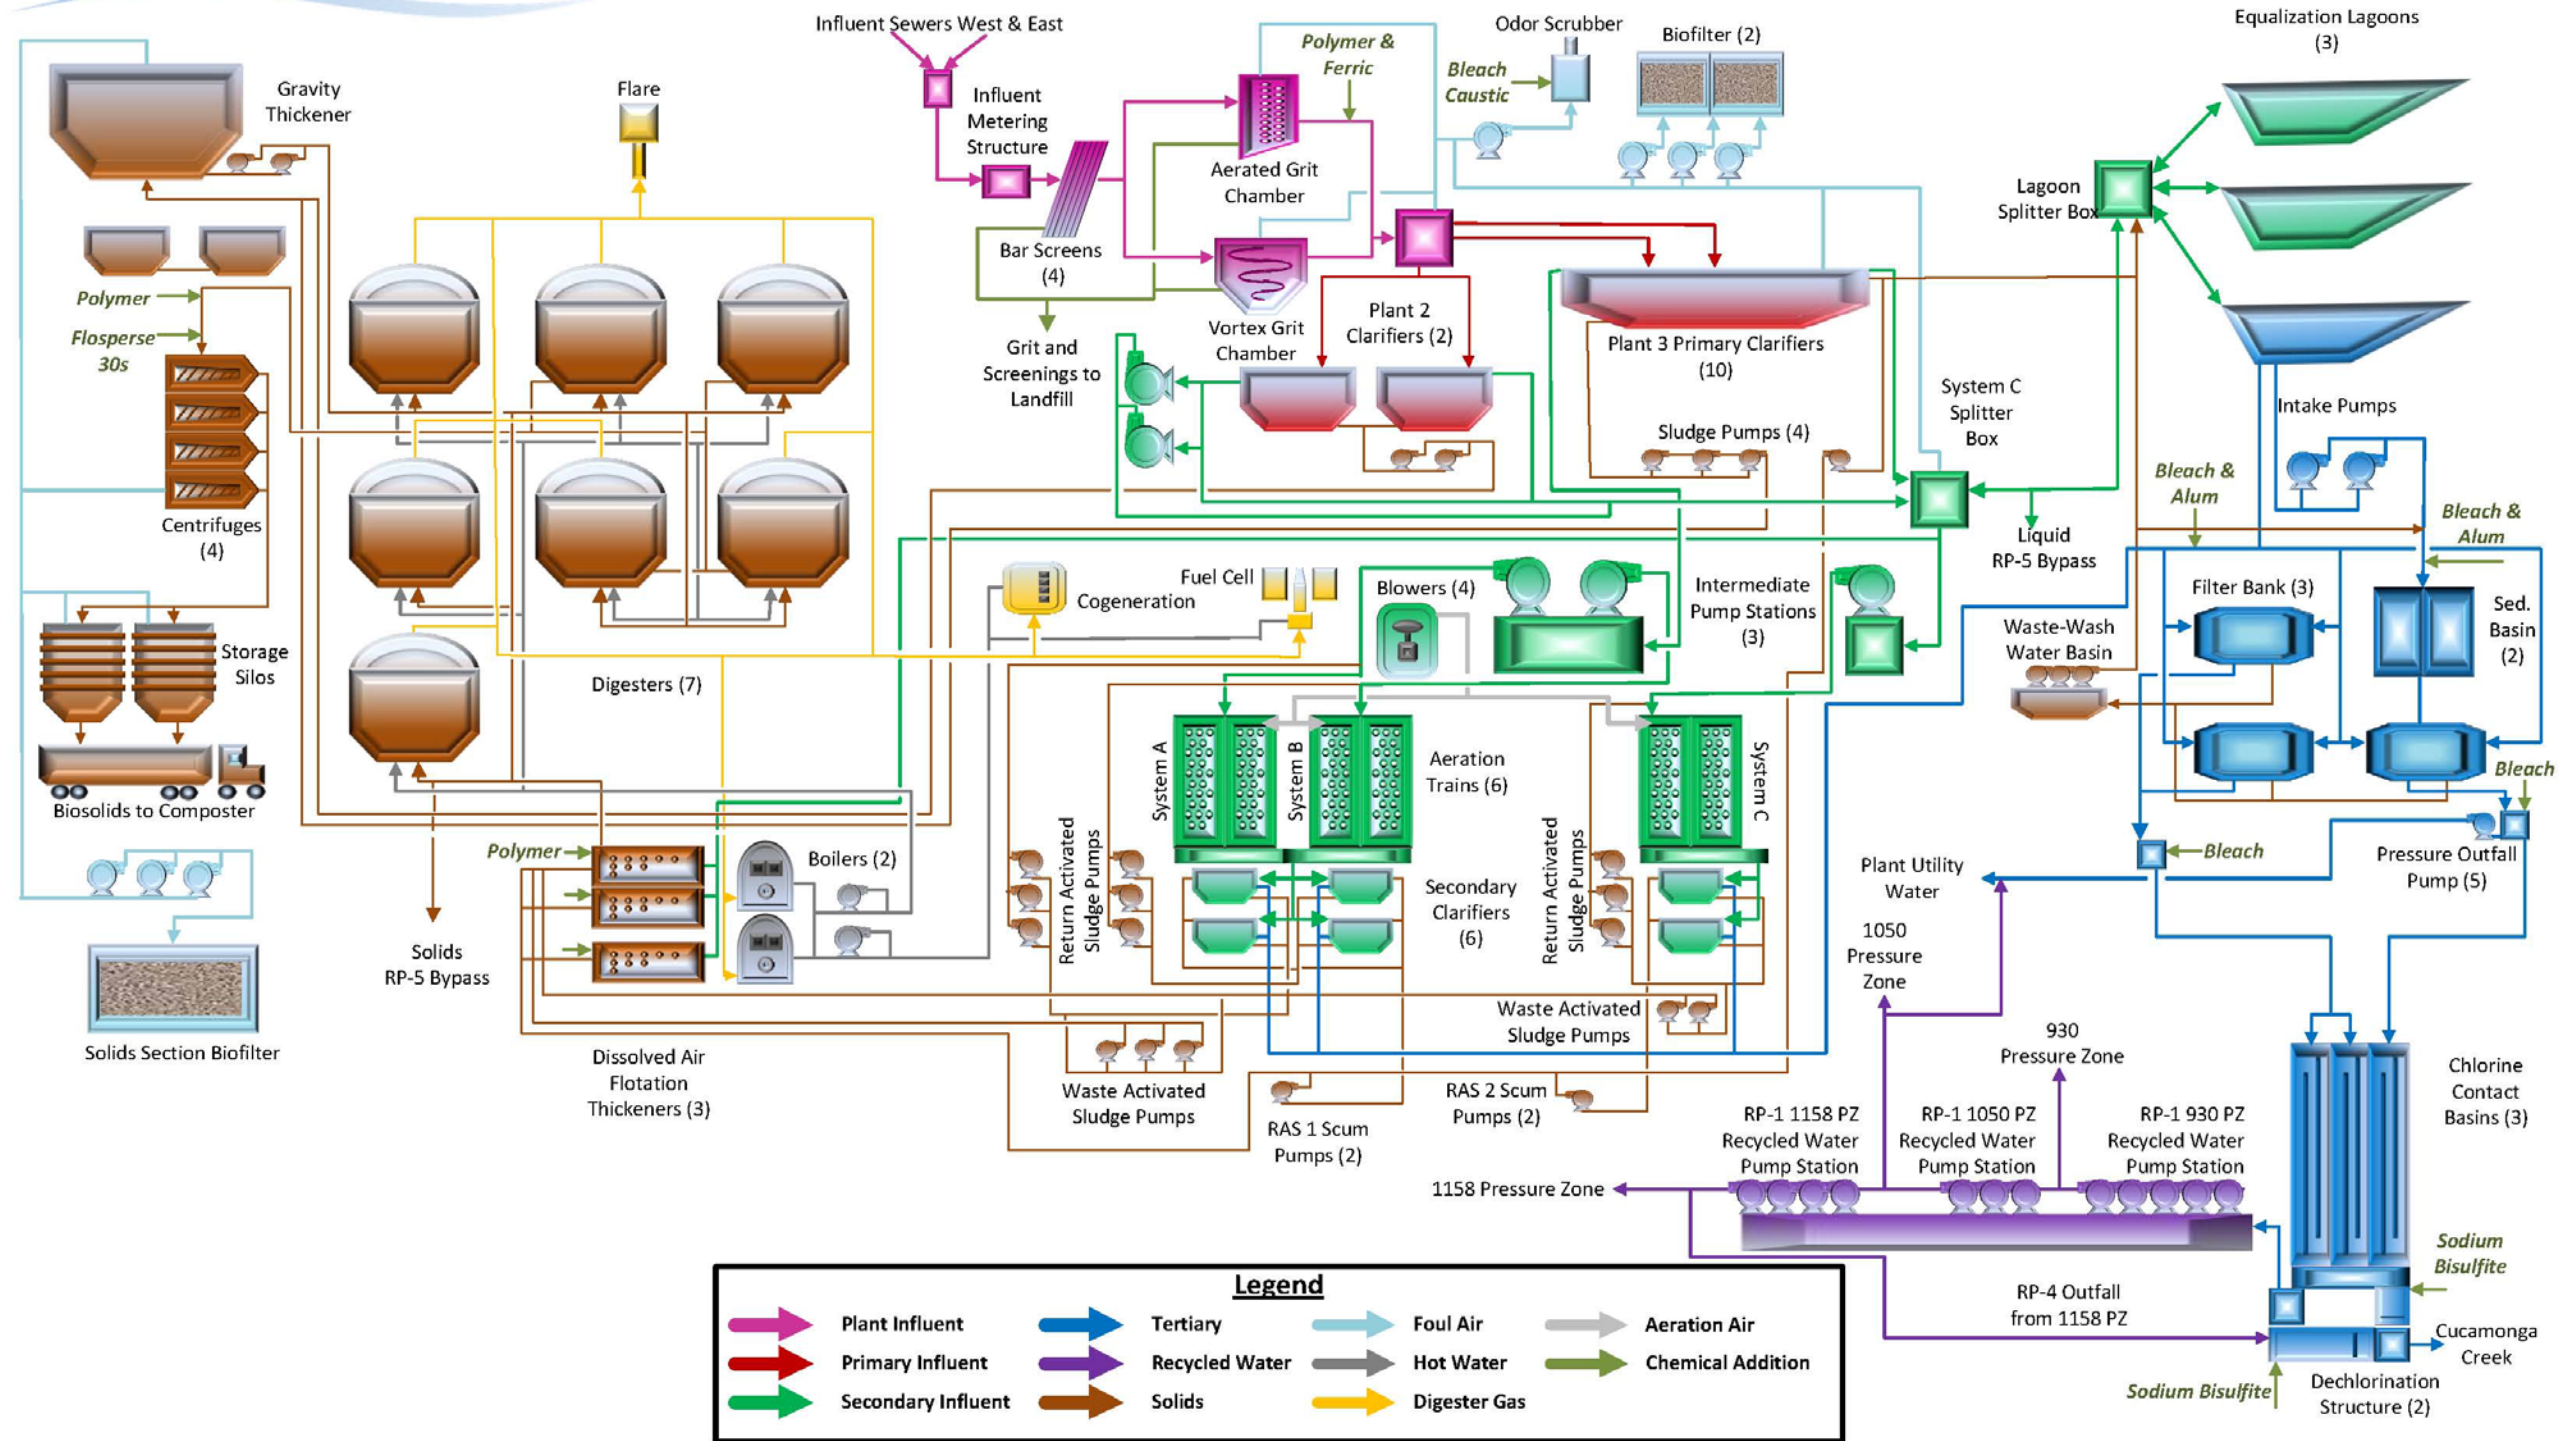 Influent Sewers West & East
Odor Scrubber
Biofilter (2)
Equalization Lagoons
(3)
Gravity
Thickener
Flare
Influent
Metering
Structure
Polymer &
Ferric
Bleach
Caustic
Aerated Grit
Chamber
Lagoon
Splitter Box
Bar Screens
(4)
Polymer
Flosperse
30s
Vortex Grit
Chamber
Plant 2
Clarifiers (2)
Plant 3 Primary Clarifiers
(10)
Grit and
Screenings to
Landfill
System C
Splitter
Box
Intake Pumps
Sludge Pumps (4)
Bleach &
Alum
Bleach &
Alum
Centrifuges
(4)
Liquid
RP-5 Bypass
Cogeneration
Fuel Cell
Blowers (4)
Intermediate
Pump Stations
(3)
Filter Bank (3)
Sed.
Basin
(2)
Waste-Wash
Water Basin
Storage
Silos
Digesters (7)
System A
System B
Aeration
Trains (6)
System C
Bleach
Biosolids to Composter
Polymer
Boilers (2)
Return Activated
Sludge Pumps
Secondary
Clarifiers
(6)
Return Activated
Sludge Pumps
Plant Utility
Water
Bleach
Pressure Outfall
Pump (5)
Solids
RP-5 Bypass
1050
Pressure
Zone
Solids Section Biofilter
Dissolved Air
Flotation
Thickeners (3)
Waste Activated
Sludge Pumps
Waste Activated
Sludge Pumps
930
Pressure Zone
RAS 1 Scum
Pumps (2)
RAS 2 Scum
Pumps (2)
Chlorine
Contact
Basins (3)
RP-1 1158 PZ
Recycled Water
Pump Station
RP-1 1050 PZ
Recycled Water
Pump Station
RP-1 930 PZ
Recycled Water
Pump Station
1158 Pressure Zone
Sodium
Bisulfite
RP-4 Outfall
from 1158 PZ
Cucamonga
Creek
Sodium Bisulfite
Dechlorination
Structure (2)
Legend
Plant Influent
Tertiary
Foul Air
Aeration Air
Primary Influent
Recycled Water
Hot Water
Chemical Addition
Secondary Influent
Solids
Digester Gas